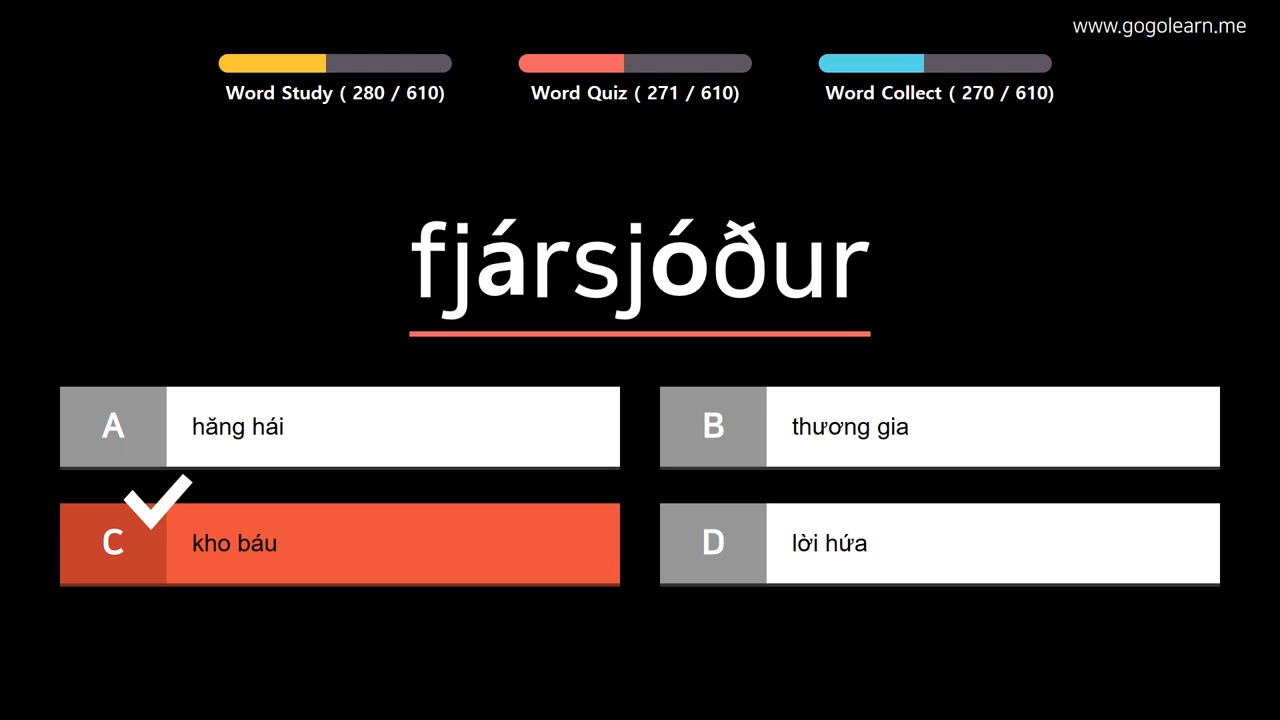 www.gogolearn.me
Word Study ( 280 / 610)
Word Quiz ( 271 / 610)
Word Collect ( 270 / 610)
fjársjóður
A hăng hái
B thương gia
C kho báu
D lời hứa